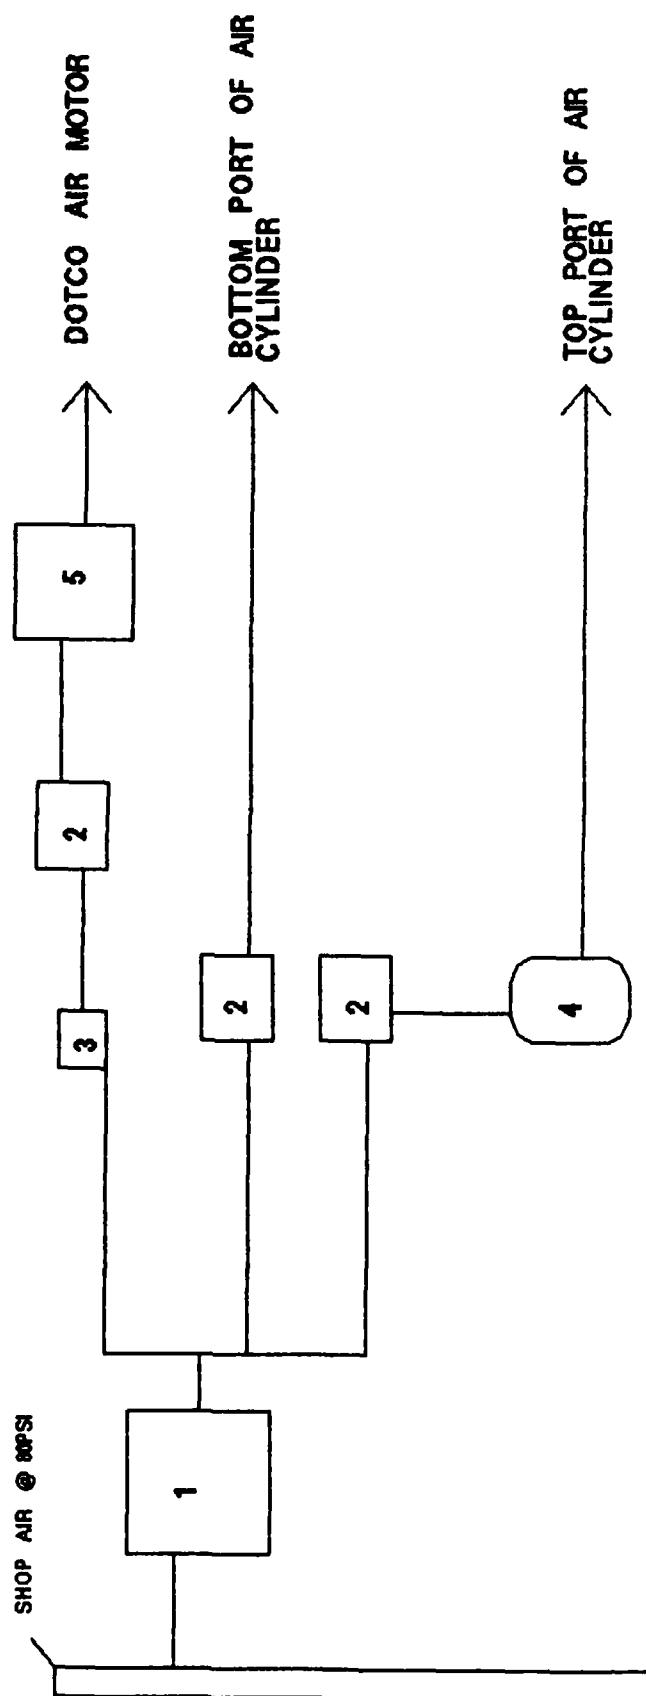 SHOP AIR @ 80PSI
1
3
2
5
DOTCO AIR MOTOR
2
BOTTOM PORT OF AIR
CYLINDER
2
4
TOP PORT OF AIR
CYLINDER